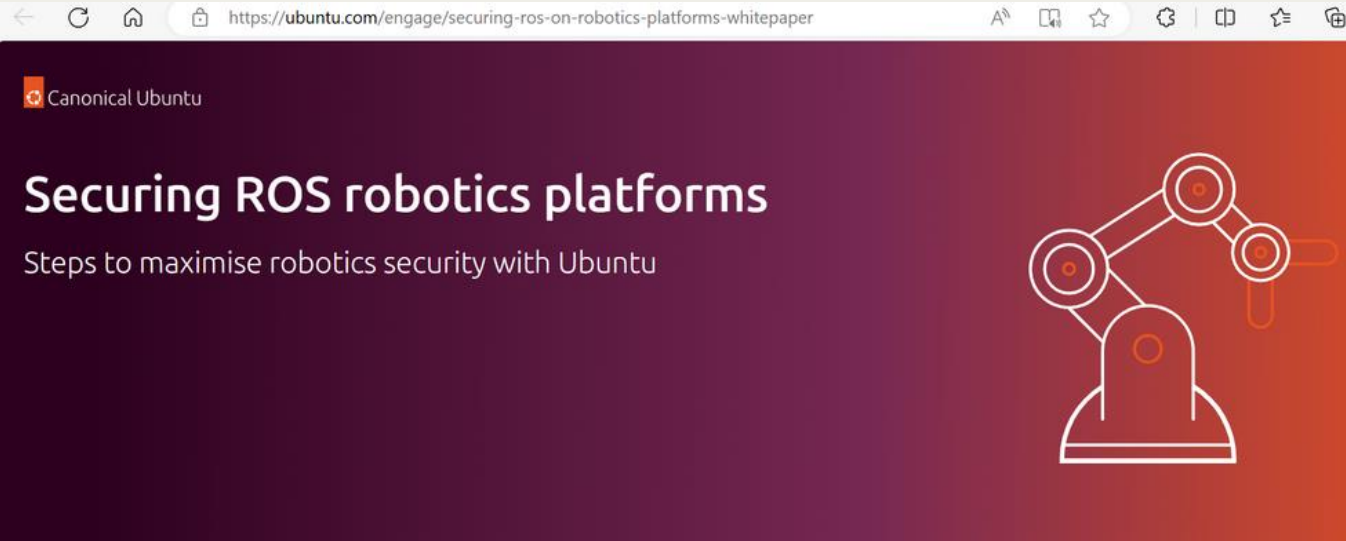 https://ubuntu.com/engage/securing-ros-on-robotics-platforms-whitepaper
Canonical Ubuntu
Securing ROS robotics platforms
Steps to maximise robotics security with Ubuntu